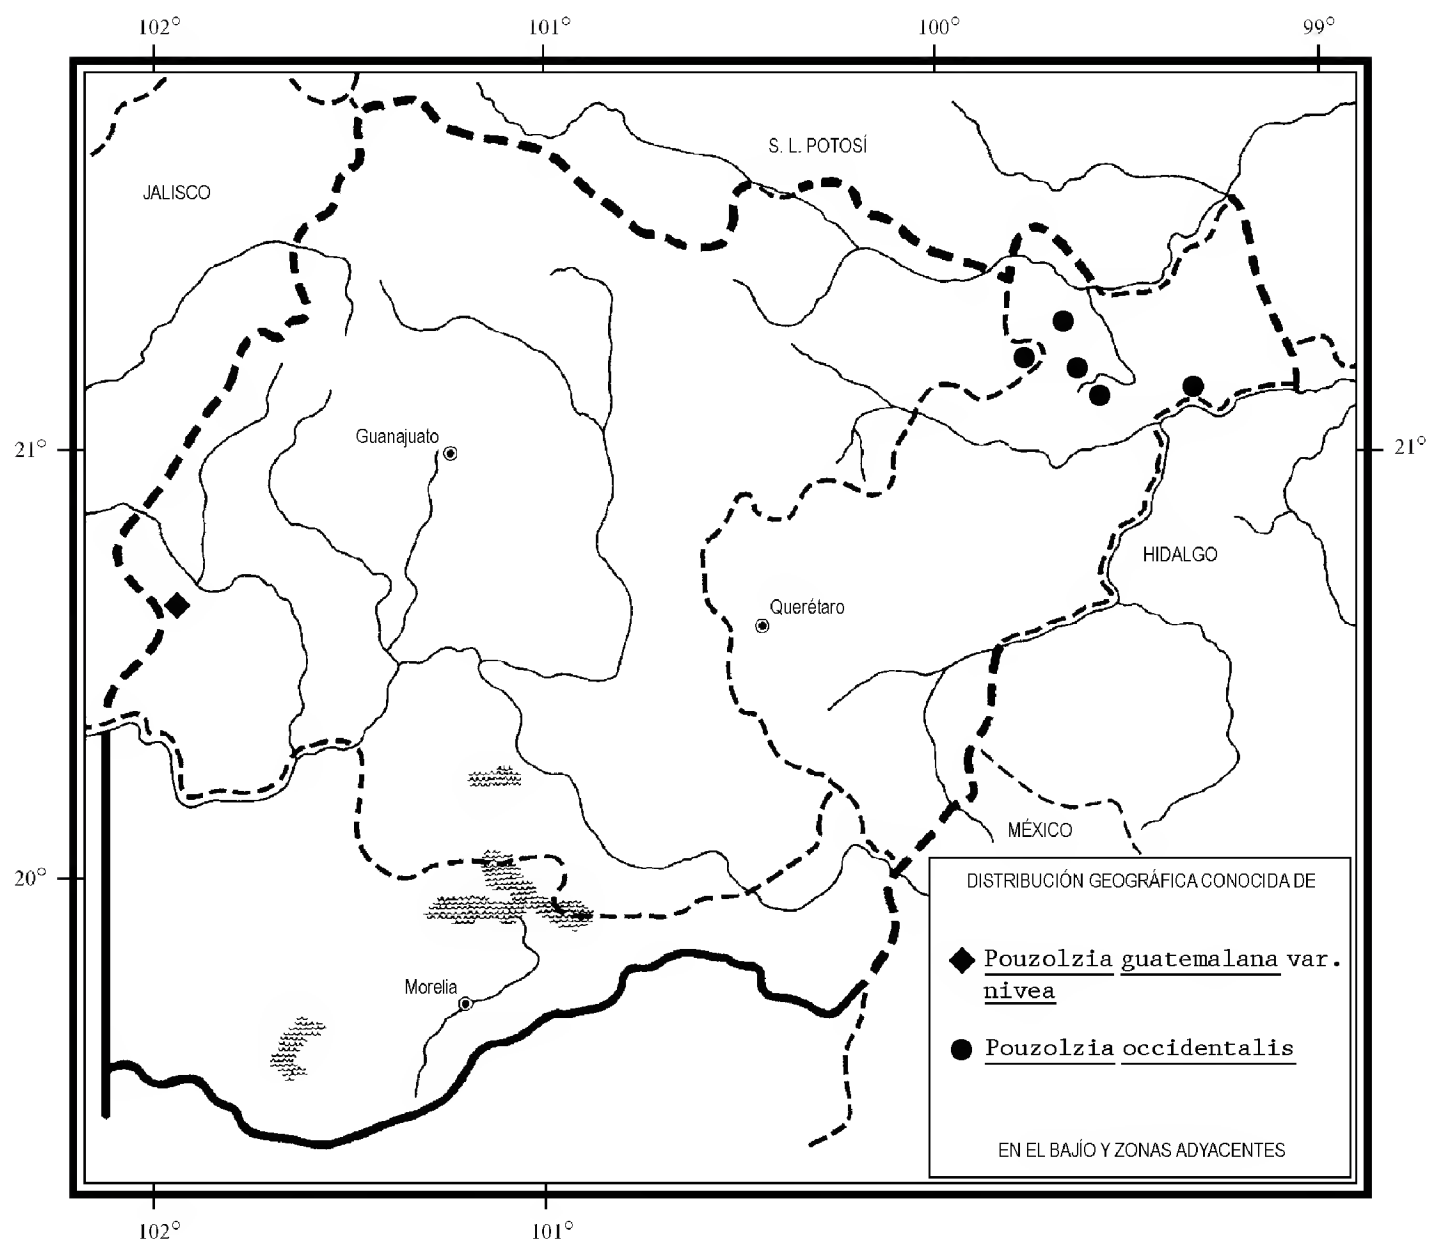 102° 101° 100° 99°
S. L. POTOSÍ
JALISCO
Guanajuato
21° 21°
HIDALGO
Querétaro
MÉXICO
20°
DISTRIBUCIÓN GEOGRÁFICA CONOCIDA DE
Pouzolzia guatemalana var.
nivea
Morelia
Pouzolzia occidentalis
EN EL BAJÍO Y ZONAS ADYACENTES
102° 101°